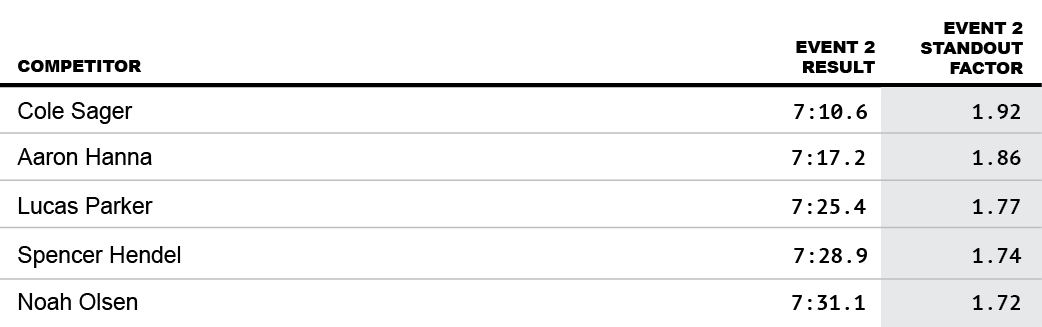 COMPETITOR EVENT 2 RESULT EVENT 2 STANDOUT FACTOR
Cole Sager 7:10.6 1.92
Aaron Hanna 7:17.2 1.86
Lucas Parker 7:25.4 1.77
Spencer Hendel 7:28.9 1.74
Noah Olsen 7:31.1 1.72